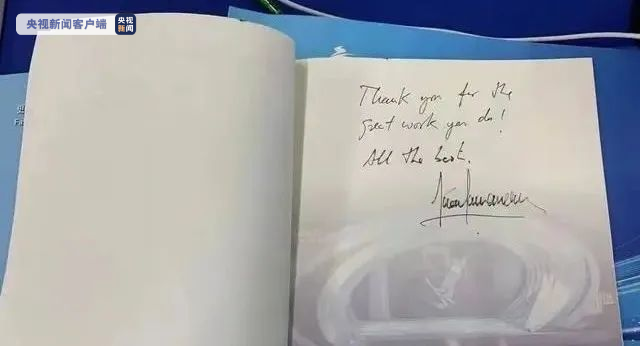 央视新闻客户端
央视
新闻
Thank you for the
great work you do!
All the best.